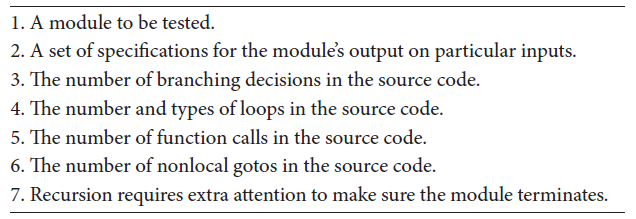 1. A module to be tested.
2. A set of specifications for the module’s output on particular inputs.
3. The number of branching decisions in the source code.
4. The number and types of loops in the source code.
5. The number of function calls in the source code.
6. The number of nonlocal gotos in the source code.
7. Recursion requires extra attention to make sure the module terminates.